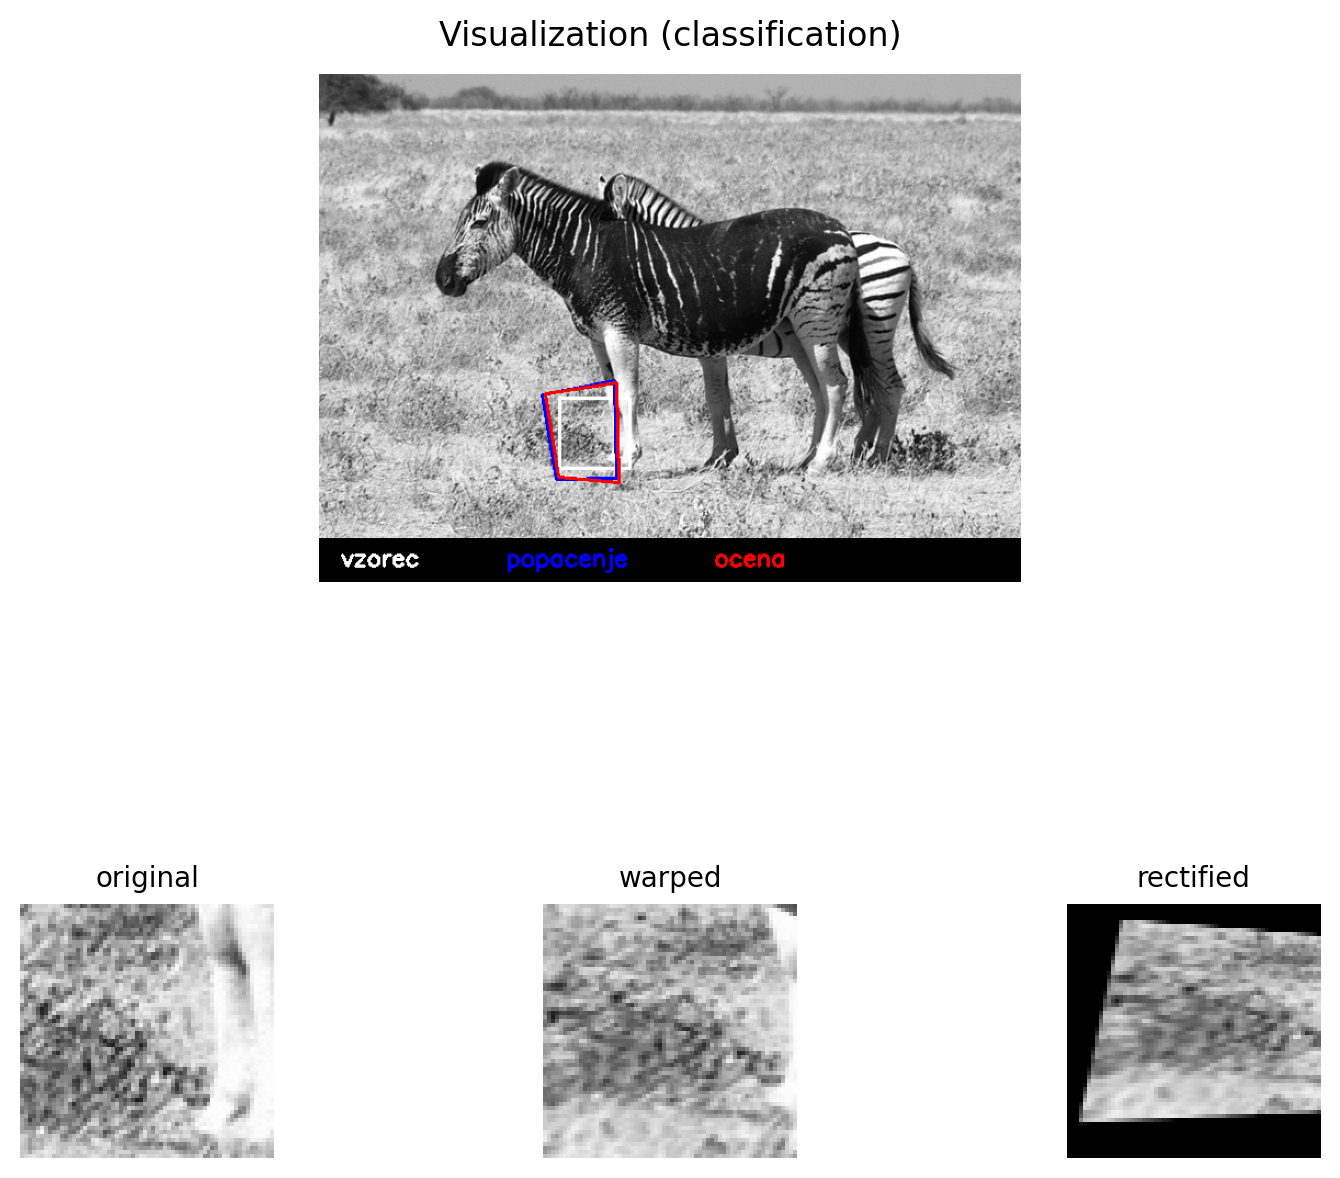 Visualization (classification)
vzorec popacenje ocena
original warped rectified